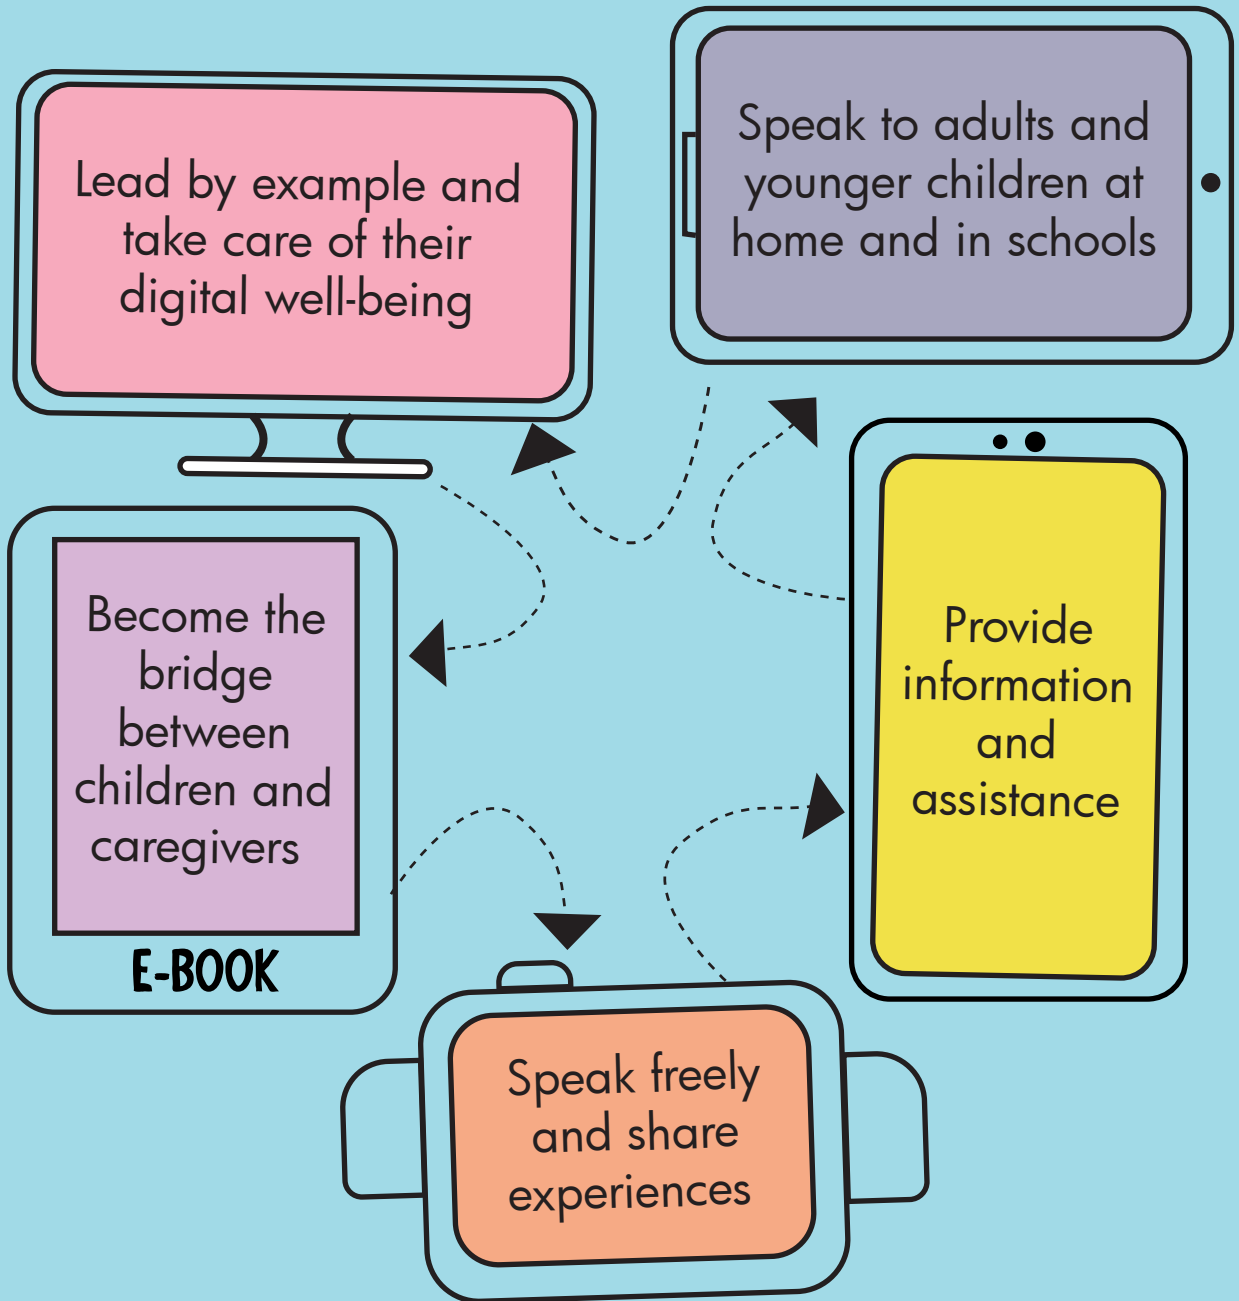 Lead by example and
take care of their
digital well-being
Speak to adults and
younger children at
home and in schools
Become the
bridge
between
children and
caregivers
E-BOOK
Provide
information
and
assistance
Speak freely
and share
experiences